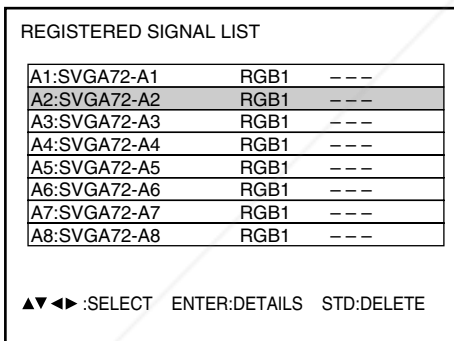 REGISTERED SIGNAL LIST
A1:SVGA72-A1 RGB1 – – –
A2:SVGA72-A2 RGB1 – – –
A3:SVGA72-A3 RGB1 – – –
A4:SVGA72-A4 RGB1 – – –
A5:SVGA72-A5 RGB1 – – –
A6:SVGA72-A6 RGB1 – – –
A7:SVGA72-A7 RGB1 – – –
A8:SVGA72-A8 RGB1 – – –
▲▼◀▶ :SELECT ENTER:DETAILS STD:DELETE